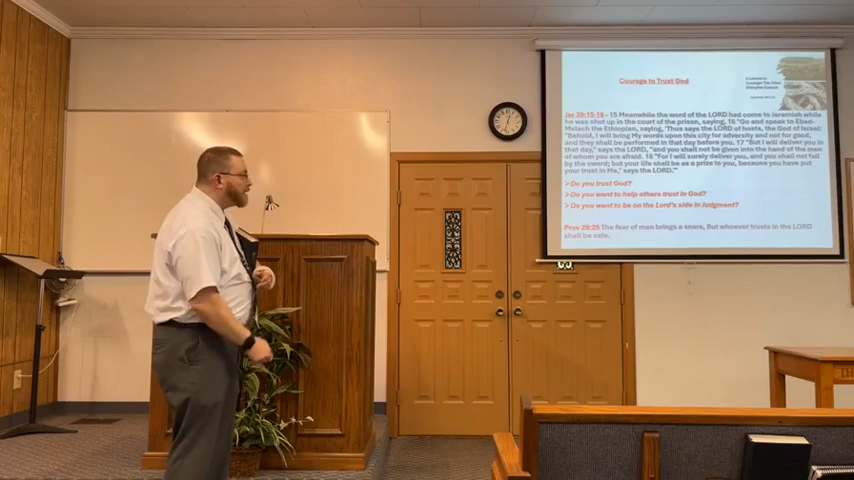 Courage to Trust God
A Lesson in
Courage: The Ethiopian
Ethiopian Eunuch
Jer 39:15-18 - 15 Meanwhile the word of the LORD had come to Jeremiah while
he was shut up in the court of the prison, saying, 16 "Go and speak to Ebed-
Melech the Ethiopian, saying, 'Thus says the LORD of hosts, the God of Israel:
"Behold, I will bring My words upon this city for adversity and not for good,
and they shall be performed in that day before you. 17 "But I will deliver you in
that day," says the LORD, "and you shall not be given into the hand of the men
of whom you are afraid. 18 "For I will surely deliver you, and you shall not fall
by the sword; but your life shall be as a prize to you, because you have put
your trust in Me," says the LORD.'"
➢Do you trust God?
➢Do you want to help others trust in God?
➢Do you want to be on the Lord's side in Judgment?
Prov 29:25 The fear of man brings a snare, But whoever trusts in the LORD
shall be safe.